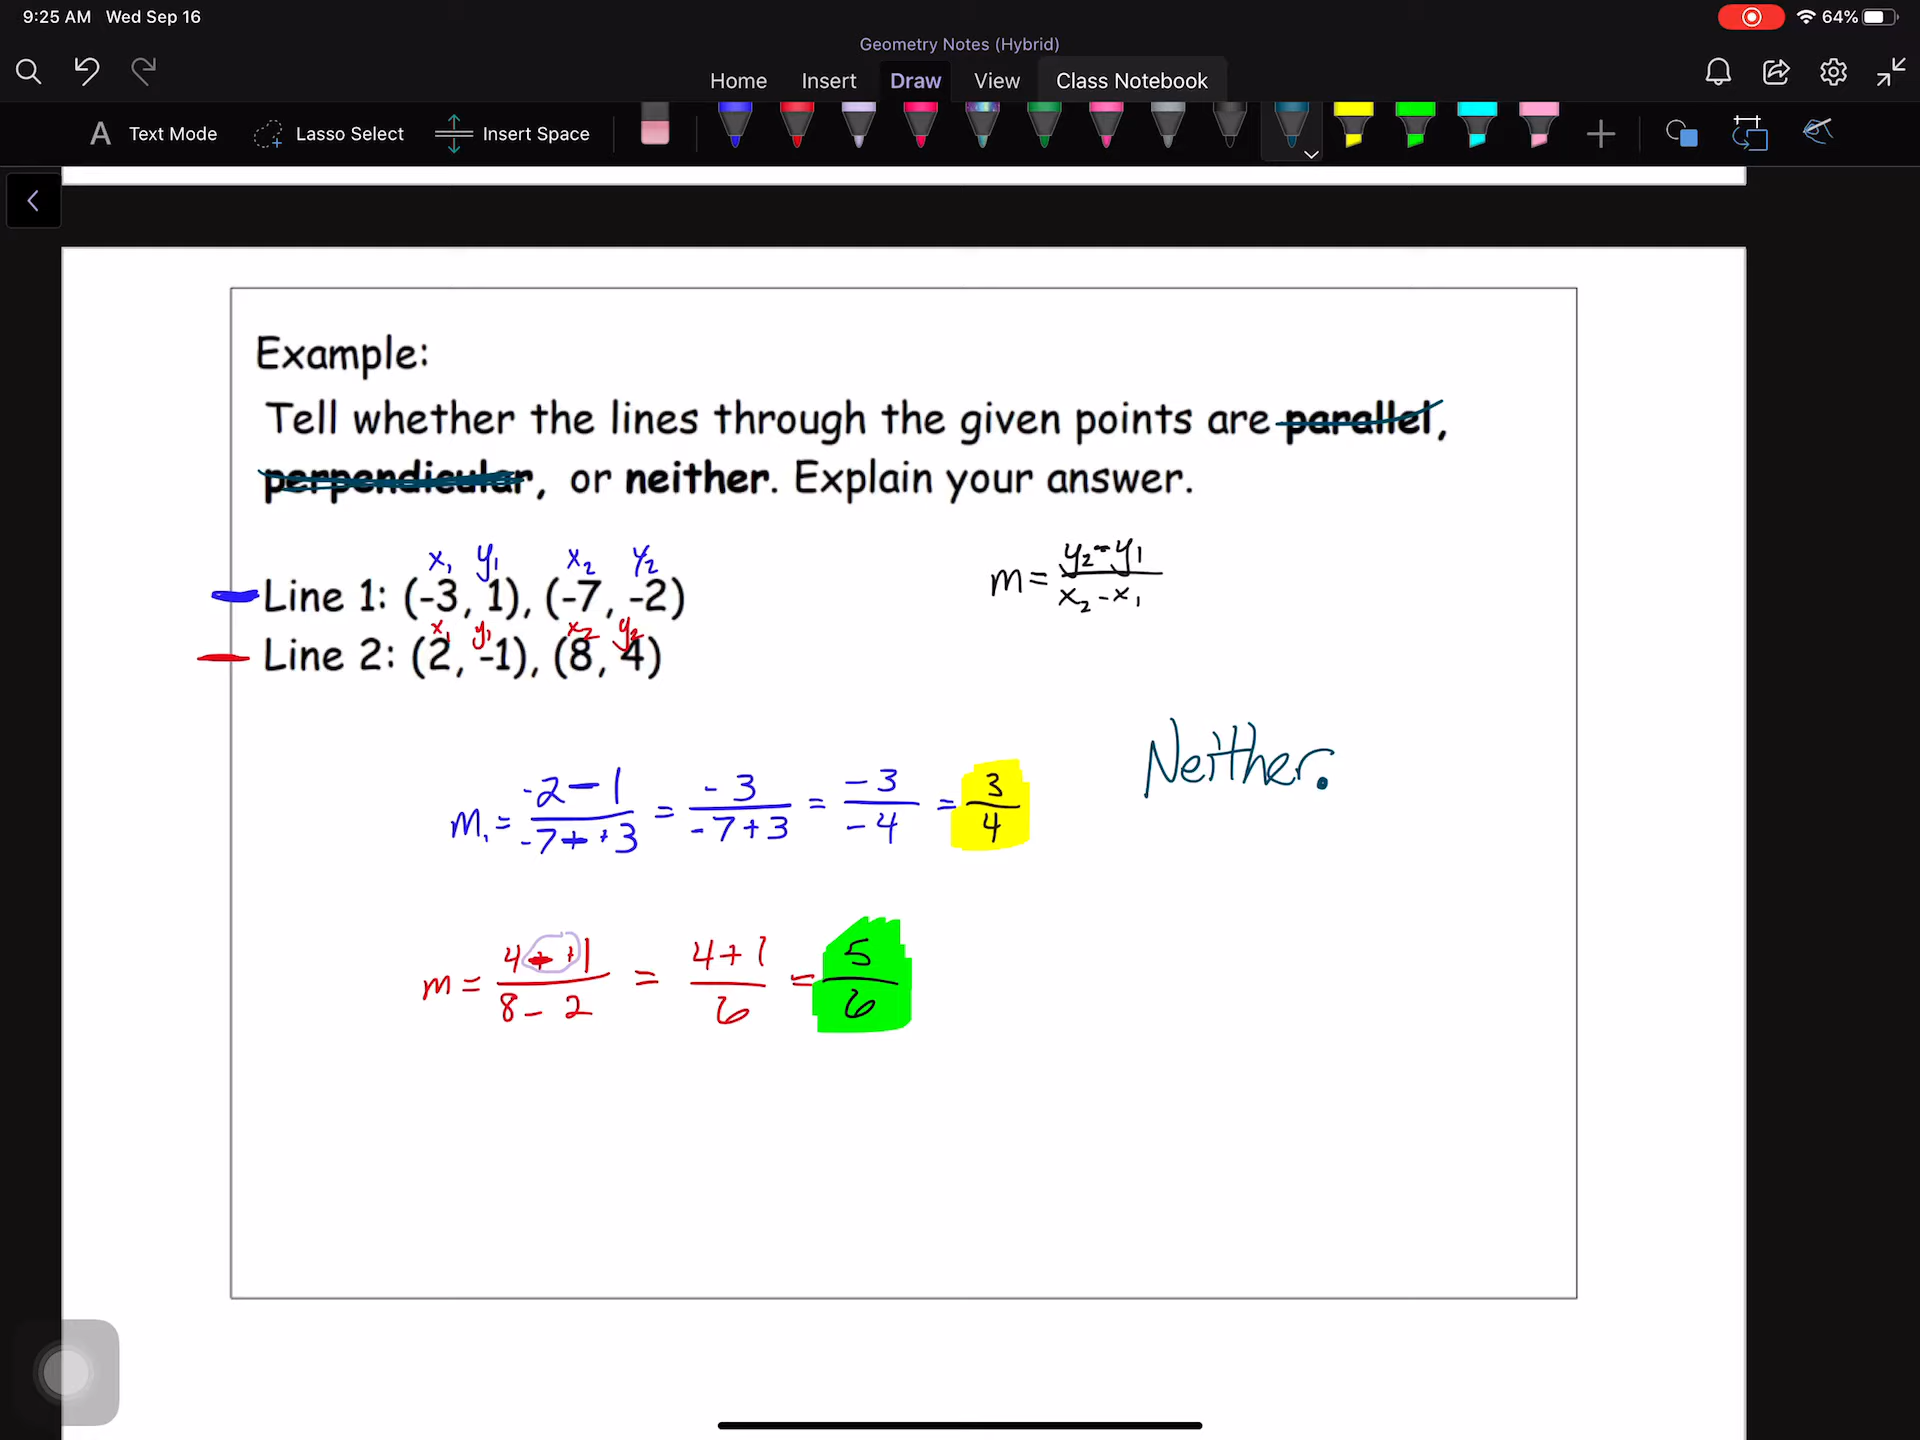 9:25 AM Wed Sep 16
64%
Geometry Notes (Hybrid)
Home Insert Draw View Class Notebook
A Text Mode Lasso Select Insert Space
Example:
Tell whether the lines through the given points are parallel,
perpendicular, or neither. Explain your answer.
x₁ y₁ x₂ y₂
m = y₂ - y₁ / x₂ - x₁
Line 1: (-3, 1), (-7, -2)
x₁ y₁ x₂ y₂
Line 2: (2, -1), (8, 4)
Neither.
m₁ = -2 - 1 / -7 + +3 = -3 / -7 + 3 = -3 / -4 = 3 / 4
m = 4 + +1 / 8 - 2 = 4 + 1 / 6 = 5 / 6